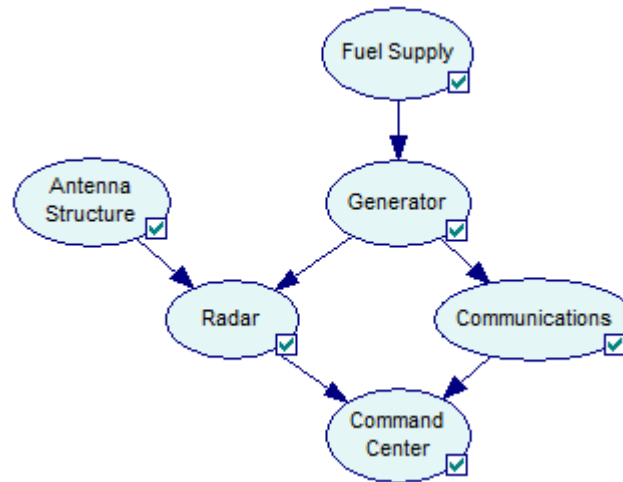 Fuel Supply
Antenna
Structure
Generator
Radar
Communications
Command
Center